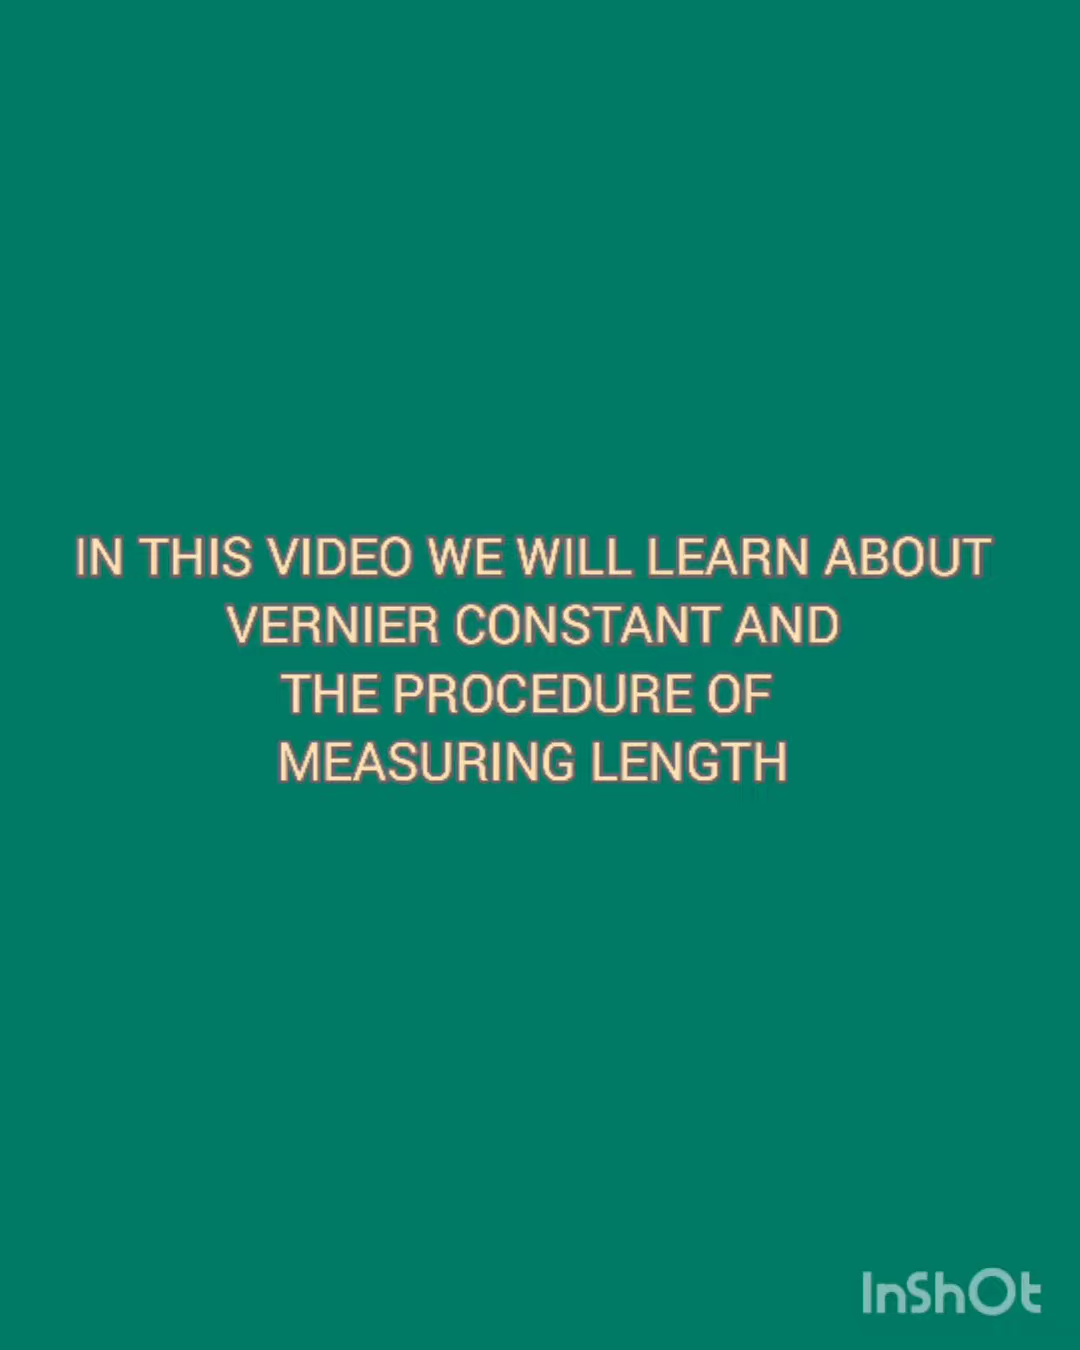 IN THIS VIDEO WE WILL LEARN ABOUT
VERNIER CONSTANT AND
THE PROCEDURE OF
MEASURING LENGTH
InShOt